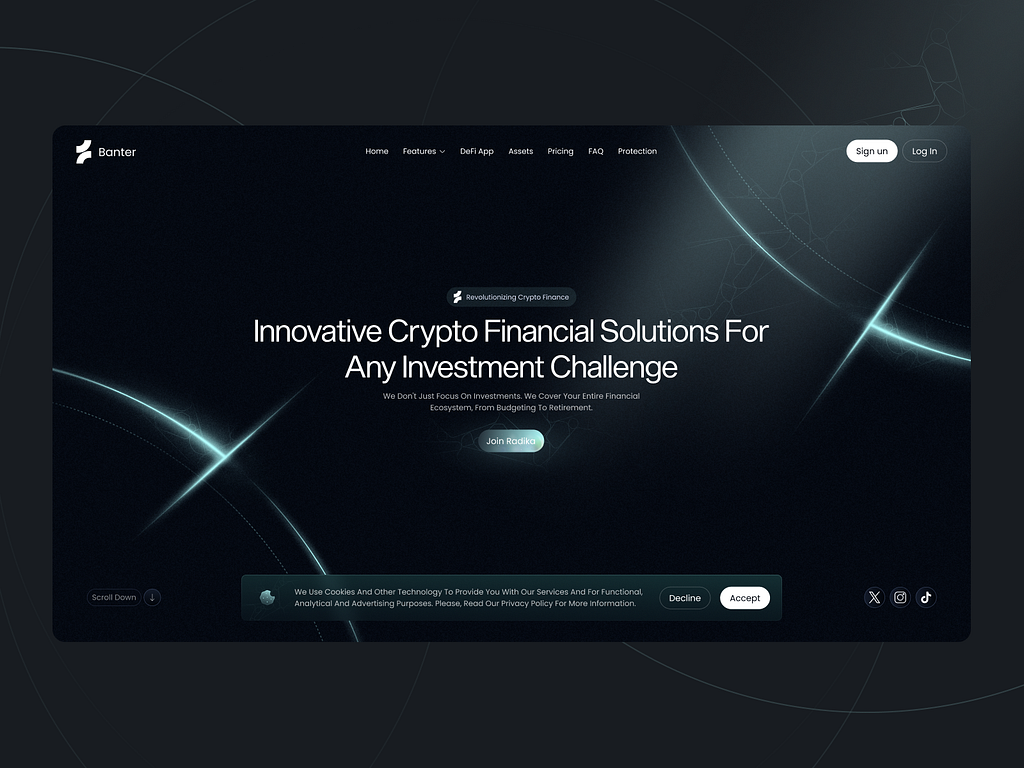 Banter
Home Features DeFi App Assets Pricing FAQ Protection
Sign un Log In
Revolutionizing Crypto Finance
Innovative Crypto Financial Solutions For
Any Investment Challenge
We Don't Just Focus On Investments. We Cover Your Entire Financial
Ecosystem, From Budgeting To Retirement.
Join Radiko
Scroll Down
We Use Cookies And Other Technology To Provide You With Our Services And For Functional,
Analytical And Advertising Purposes. Please, Read Our Privacy Policy For More Information.
Decline Accept